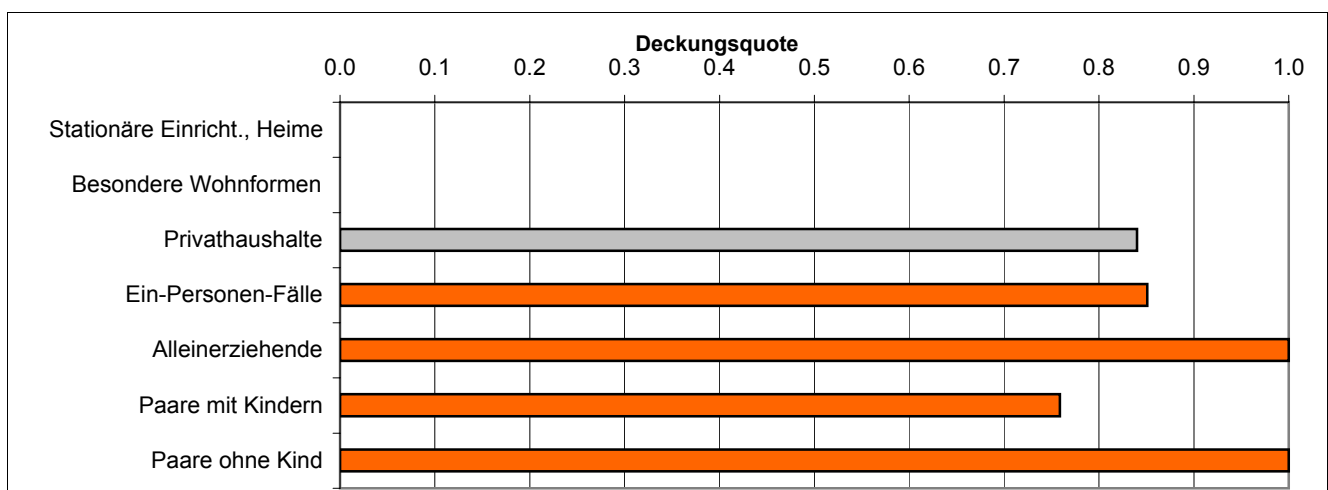 Deckungsquote
0.0 0.1 0.2 0.3 0.4 0.5 0.6 0.7 0.8 0.9 1.0
Stationäre Einricht., Heime
Besondere Wohnformen
Privathaushalte
Ein-Personen-Fälle
Alleinerziehende
Paare mit Kindern
Paare ohne Kind